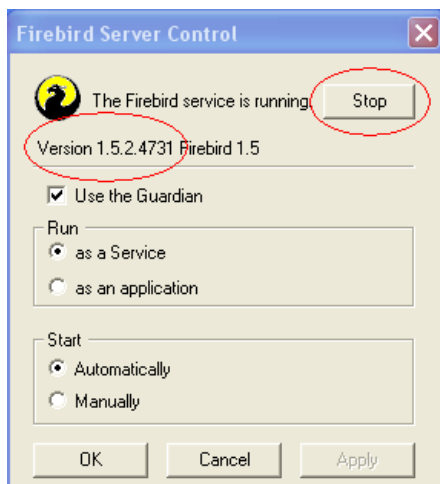 Firebird Server Control
The Firebird service is running. Stop
Version 1.5.2.4731 Firebird 1.5
Use the Guardian
Run
as a Service
as an application
Start
Automatically
Manually
OK Cancel Apply